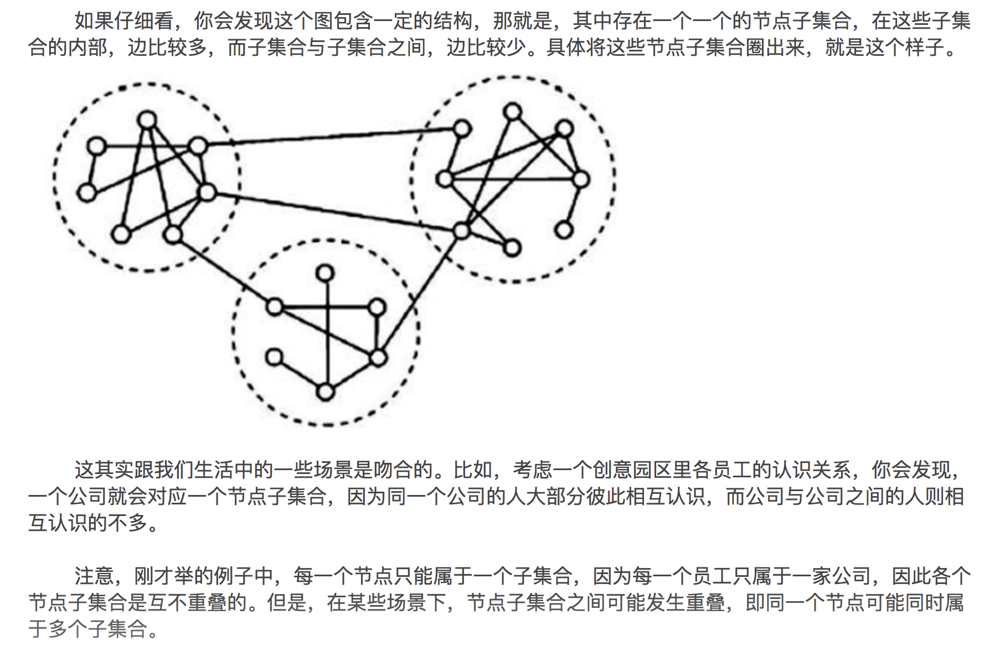 如果仔细看，你会发现这个图包含一定的结构，那就是，其中存在一个一个的节点子集合，在这些子集
合的内部，边比较多，而子集合与子集合之间，边比较少。具体将这些节点子集合圈出来，就是这个样子。
这其实跟我们生活中的一些场景是吻合的。比如，考虑一个创意园区里各员工的认识关系，你会发现，
一个公司就会对应一个节点子集合，因为同一个公司的人大部分彼此相互认识，而公司与公司之间的人则相
互认识的不多。
注意，刚才举的例子中，每一个节点只能属于一个子集合，因为每一个员工只属于一家公司，因此各个
节点子集合是互不重叠的。但是，在某些场景下，节点子集合之间可能发生重叠，即同一个节点可能同时属
于多个子集合。